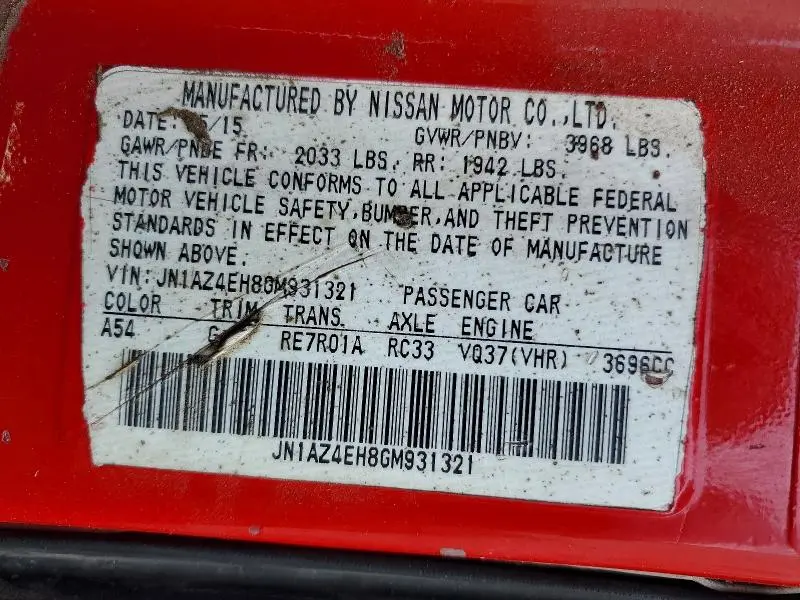 MANUFACTURED BY NISSAN MOTOR CO.,LTD.
DATE: 5/15 GVWR/PNBV: 3968 LBS.
GAWR/PNBE FR: 2033 LBS, RR: 1942 LBS.
THIS VEHICLE CONFORMS TO ALL APPLICABLE FEDERAL
MOTOR VEHICLE SAFETY,BUMPER,AND THEFT PREVENTION
STANDARDS IN EFFECT ON THE DATE OF MANUFACTURE
SHOWN ABOVE.
VIN:JN1AZ4EH8GM931321 PASSENGER CAR
COLOR TRIM TRANS AXLE ENGINE
A54 G RE7R01A RC33 VQ37(VHR) 3696CC
JN1AZ4EH8GM931321